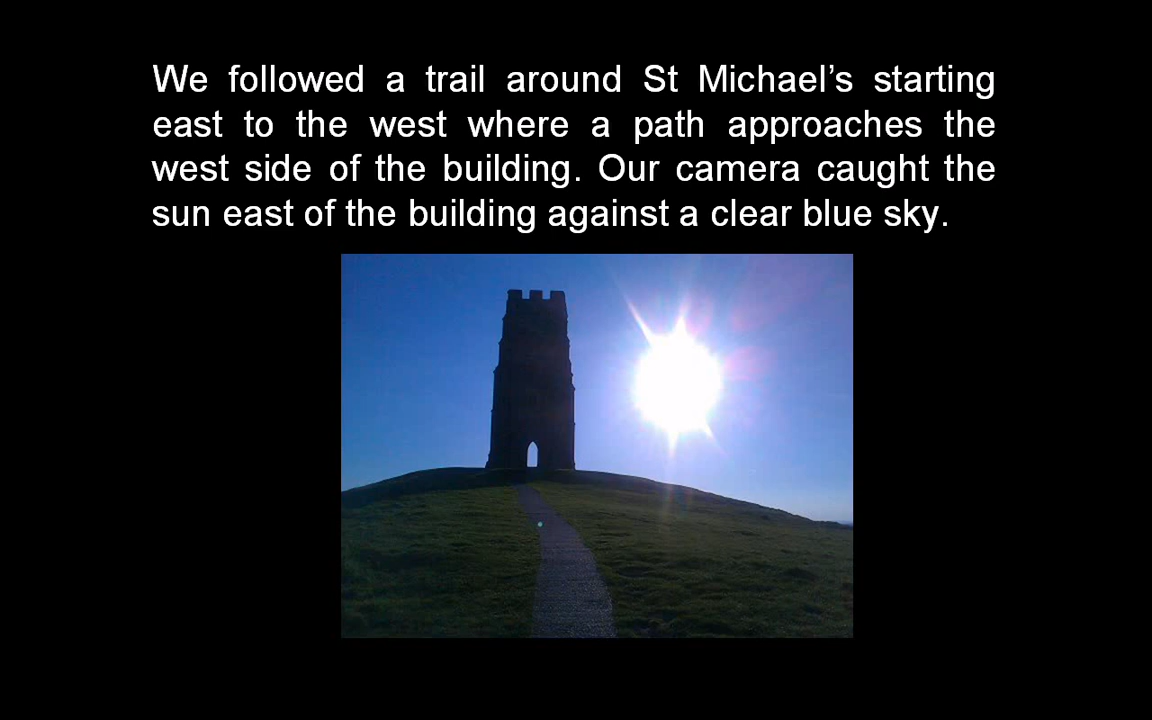 We followed a trail around St Michael’s starting
east to the west where a path approaches the
west side of the building. Our camera caught the
sun east of the building against a clear blue sky.